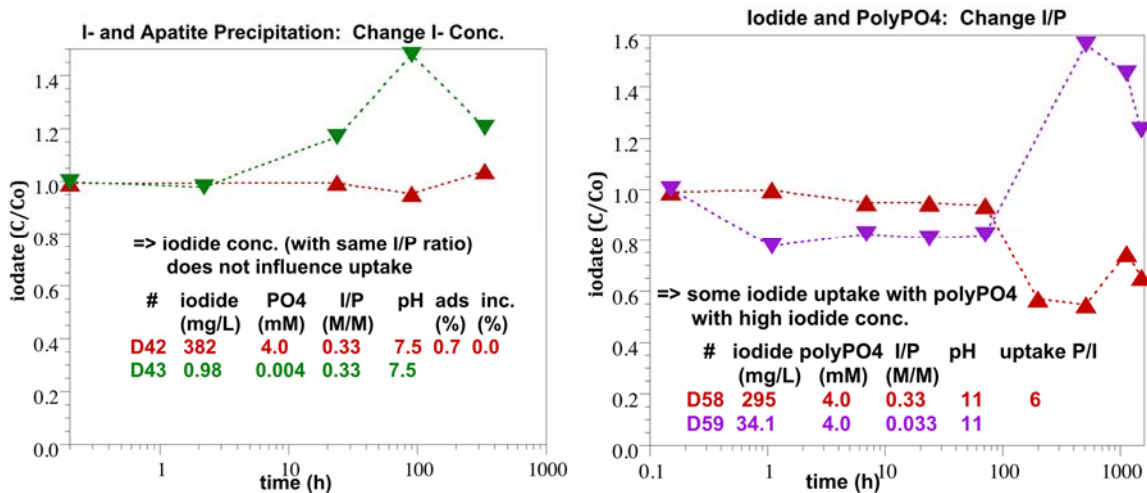 I- and Apatite Precipitation: Change I- Conc.
iodate (C/Co)
1.4
1.2
1.0
0.8
0.6
0.4
0.2
0.0
=> iodide conc. (with same I/P ratio)
does not influence uptake
# iodide PO4 I/P pH ads inc.
(mg/L) (mM) (M/M) (%) (%)
D42 382 4.0 0.33 7.5 0.7 0.0
D43 0.98 0.004 0.33 7.5
1 10 100 1000
time (h)
Iodide and PolyPO4: Change I/P
iodate (C/Co)
1.6
1.4
1.2
1.0
0.8
0.6
0.4
0.2
0.0
=> some iodide uptake with polyPO4
with high iodide conc.
# iodide polyPO4 I/P pH uptake P/I
(mg/L) (mM) (M/M)
D58 295 4.0 0.33 11 6
D59 34.1 4.0 0.033 11
0.1 1 10 100 1000
time (h)